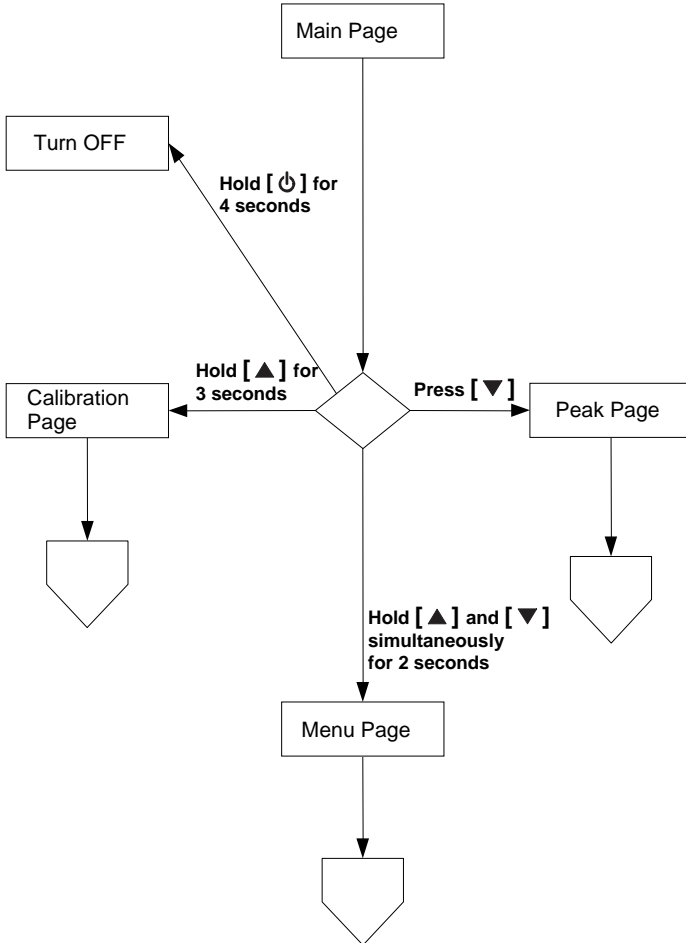 Main Page
Turn OFF
Hold [ ⏻ ] for
4 seconds
Hold [ ▲ ] for
3 seconds
Press [ ▼ ]
Calibration
Page
Peak Page
Hold [ ▲ ] and [ ▼ ]
simultaneously
for 2 seconds
Menu Page